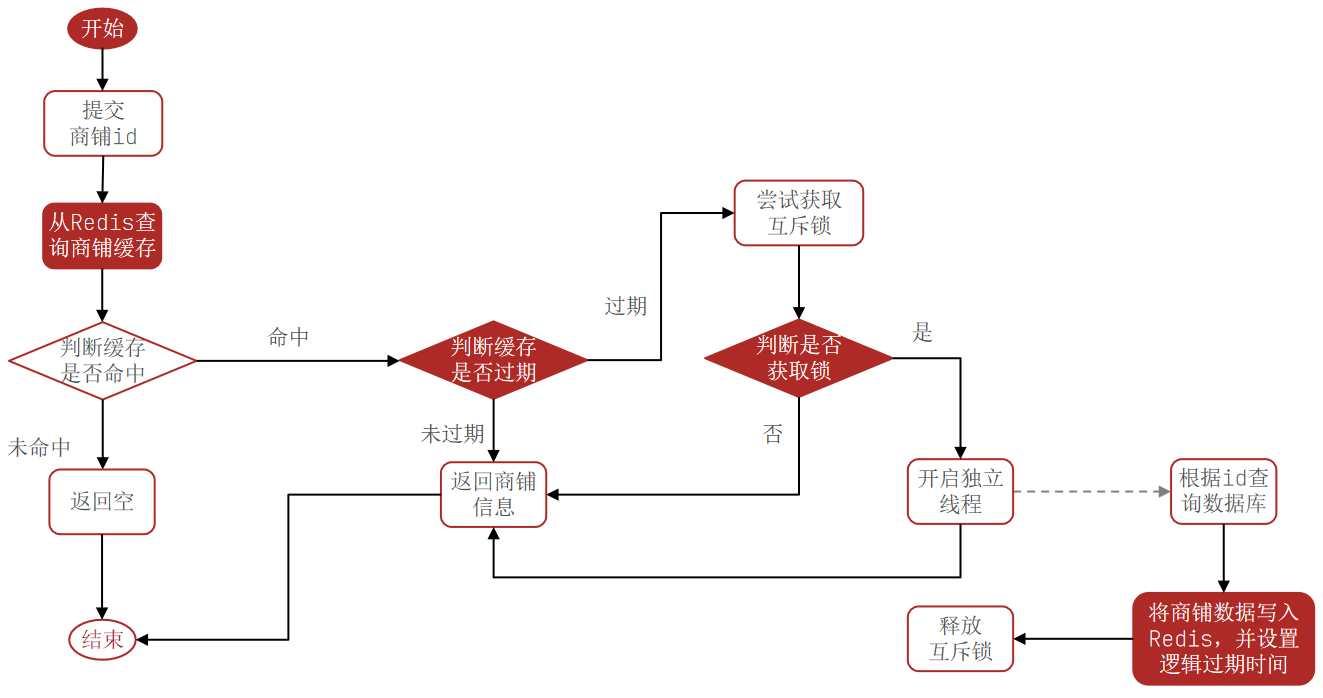 开始
提交
商铺id
从Redis查
询商铺缓存
判断缓存
是否命中
未命中
返回空
结束
命中
判断缓存
是否过期
过期
未过期
返回商铺
信息
尝试获取
互斥锁
判断是否
获取锁
否
是
开启独立
线程
根据id查
询数据库
将商铺数据写入
Redis，并设置
逻辑过期时间
释放
互斥锁